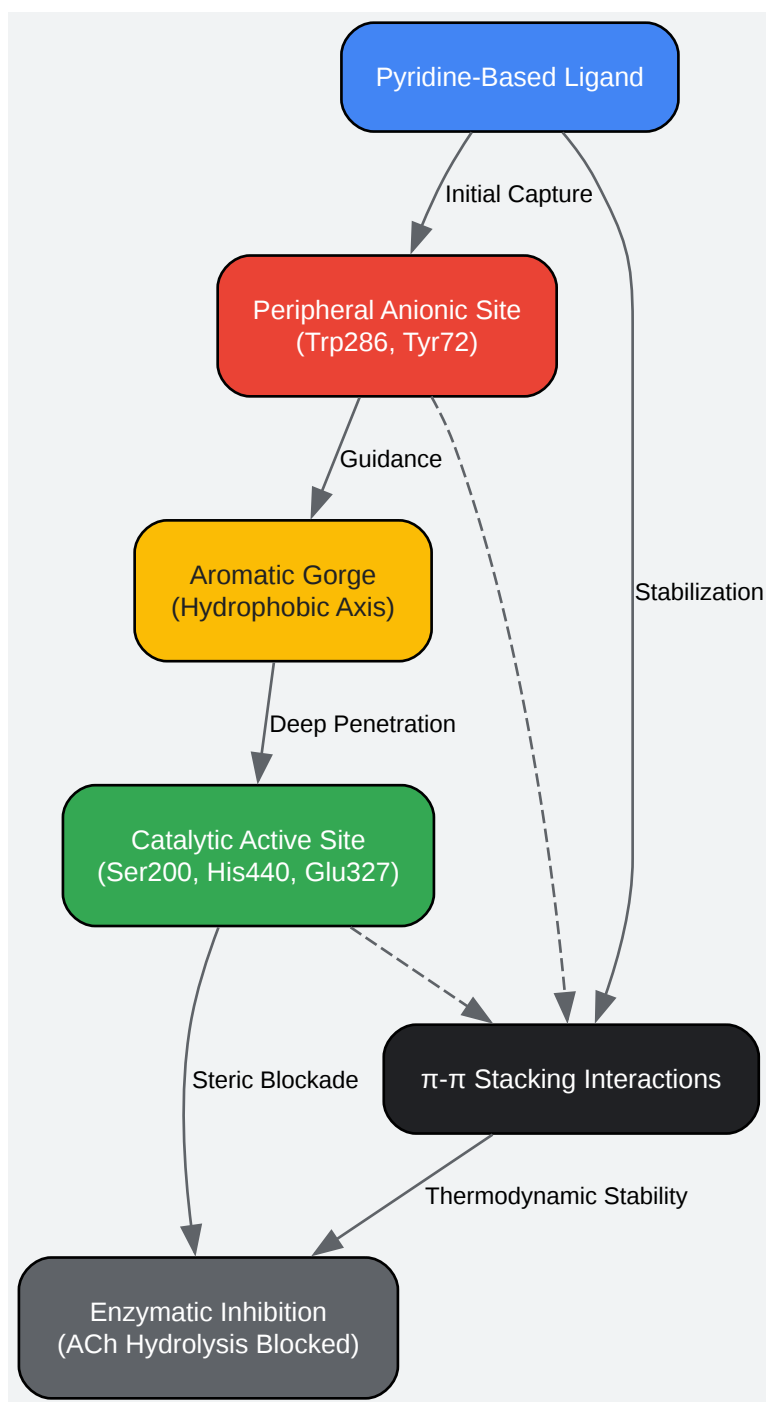 Pyridine-Based Ligand
Initial Capture
Peripheral Anionic Site
(Trp286, Tyr72)
Guidance
Aromatic Gorge
(Hydrophobic Axis)
Stabilization
Deep Penetration
Catalytic Active Site
(Ser200, His440, Glu327)
Steric Blockade
π-π Stacking Interactions
Thermodynamic Stability
Enzymatic Inhibition
(ACh Hydrolysis Blocked)